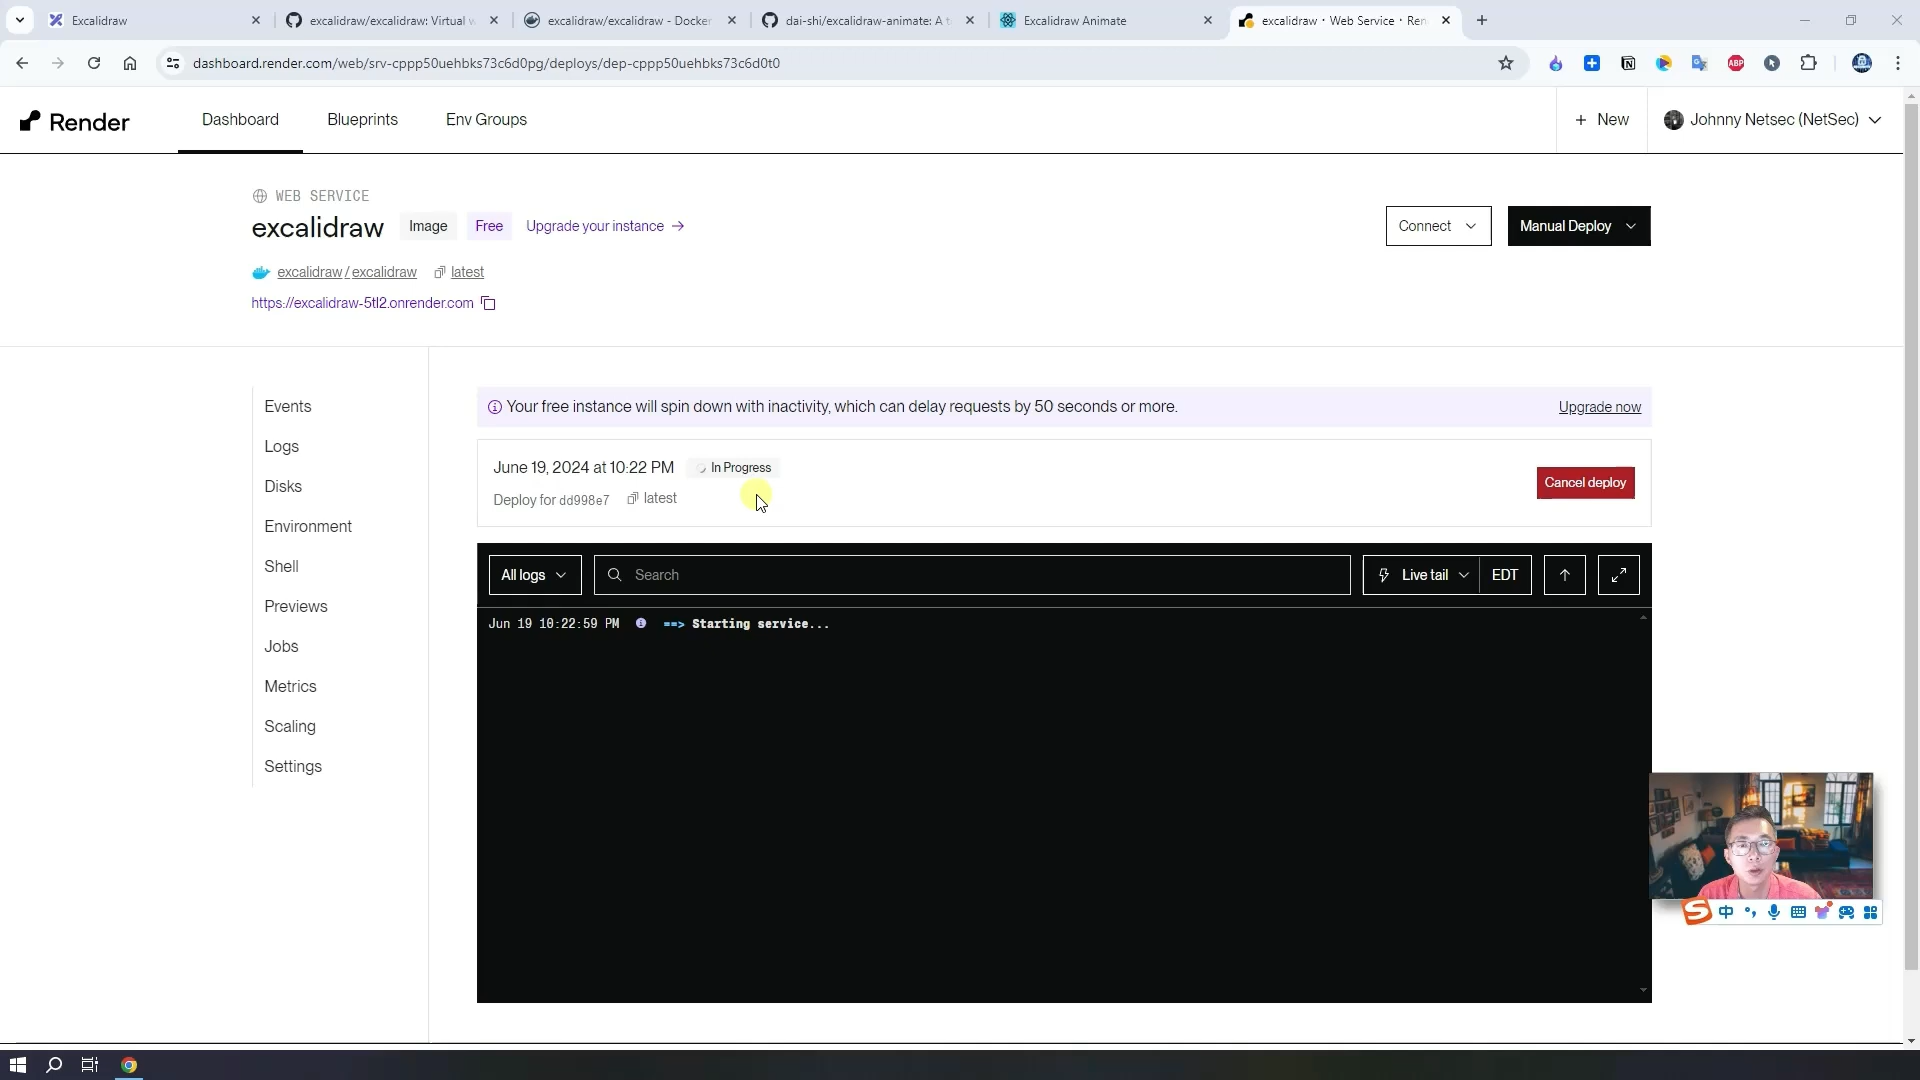 Excalidraw
excalidraw/excalidraw: Virtual w
excalidraw/excalidraw - Docker
dai-shi/excalidraw-animate: A t
Excalidraw Animate
excalidraw · Web Service · Ren
dashboard.render.com/web/srv-cppp50uehbks73c6d0pg/deploys/dep-cppp50uehbks73c6d0t0
ABP
Render
Dashboard
Blueprints
Env Groups
+ New
Johnny Netsec (NetSec)
WEB SERVICE
excalidraw
Image
Free
Upgrade your instance →
Connect
Manual Deploy
excalidraw / excalidraw
latest
https://excalidraw-5tl2.onrender.com
Events
Logs
Disks
Environment
Shell
Previews
Jobs
Metrics
Scaling
Settings
Your free instance will spin down with inactivity, which can delay requests by 50 seconds or more.
Upgrade now
June 19, 2024 at 10:22 PM
In Progress
Deploy for dd998e7
latest
Cancel deploy
All logs
Search
Live tail
EDT
Jun 19 10:22:59 PM ==> Starting service...
S 中